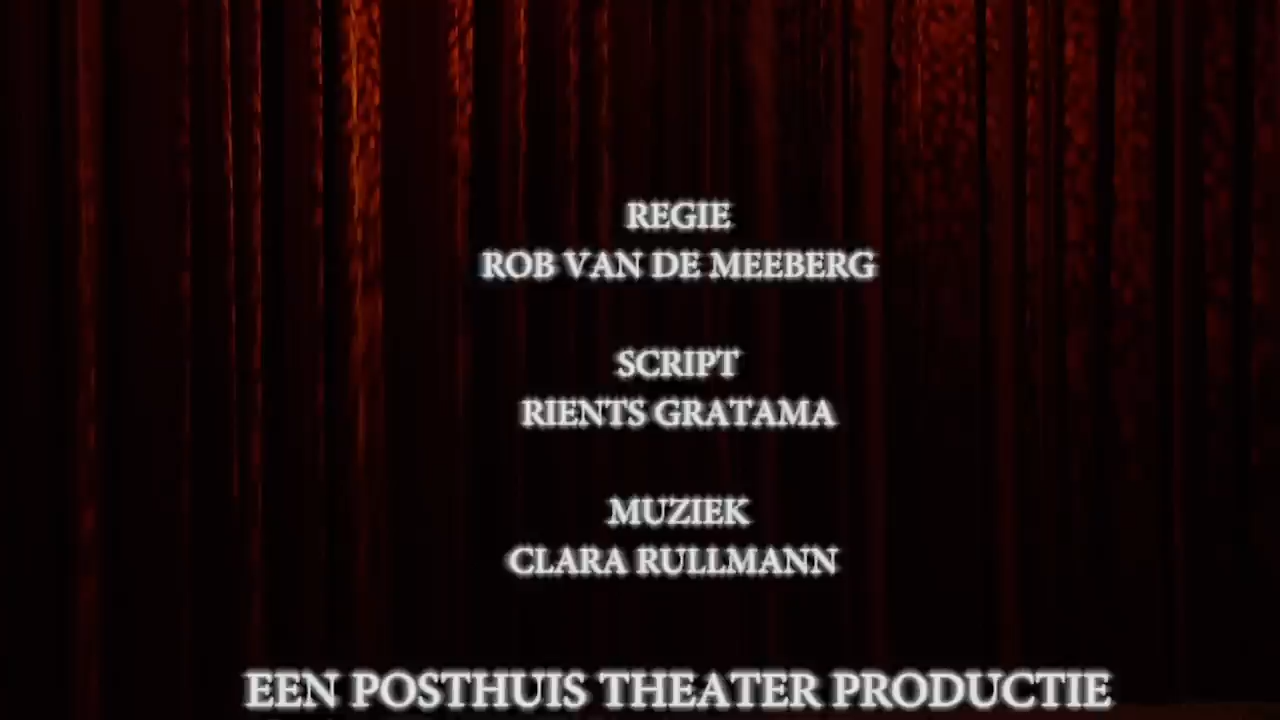 REGIE
ROB VAN DE MEEBERG
SCRIPT
RIENTS GRATAMA
MUZIEK
CLARA RULLMANN
EEN POSTHUIS THEATER PRODUCTIE